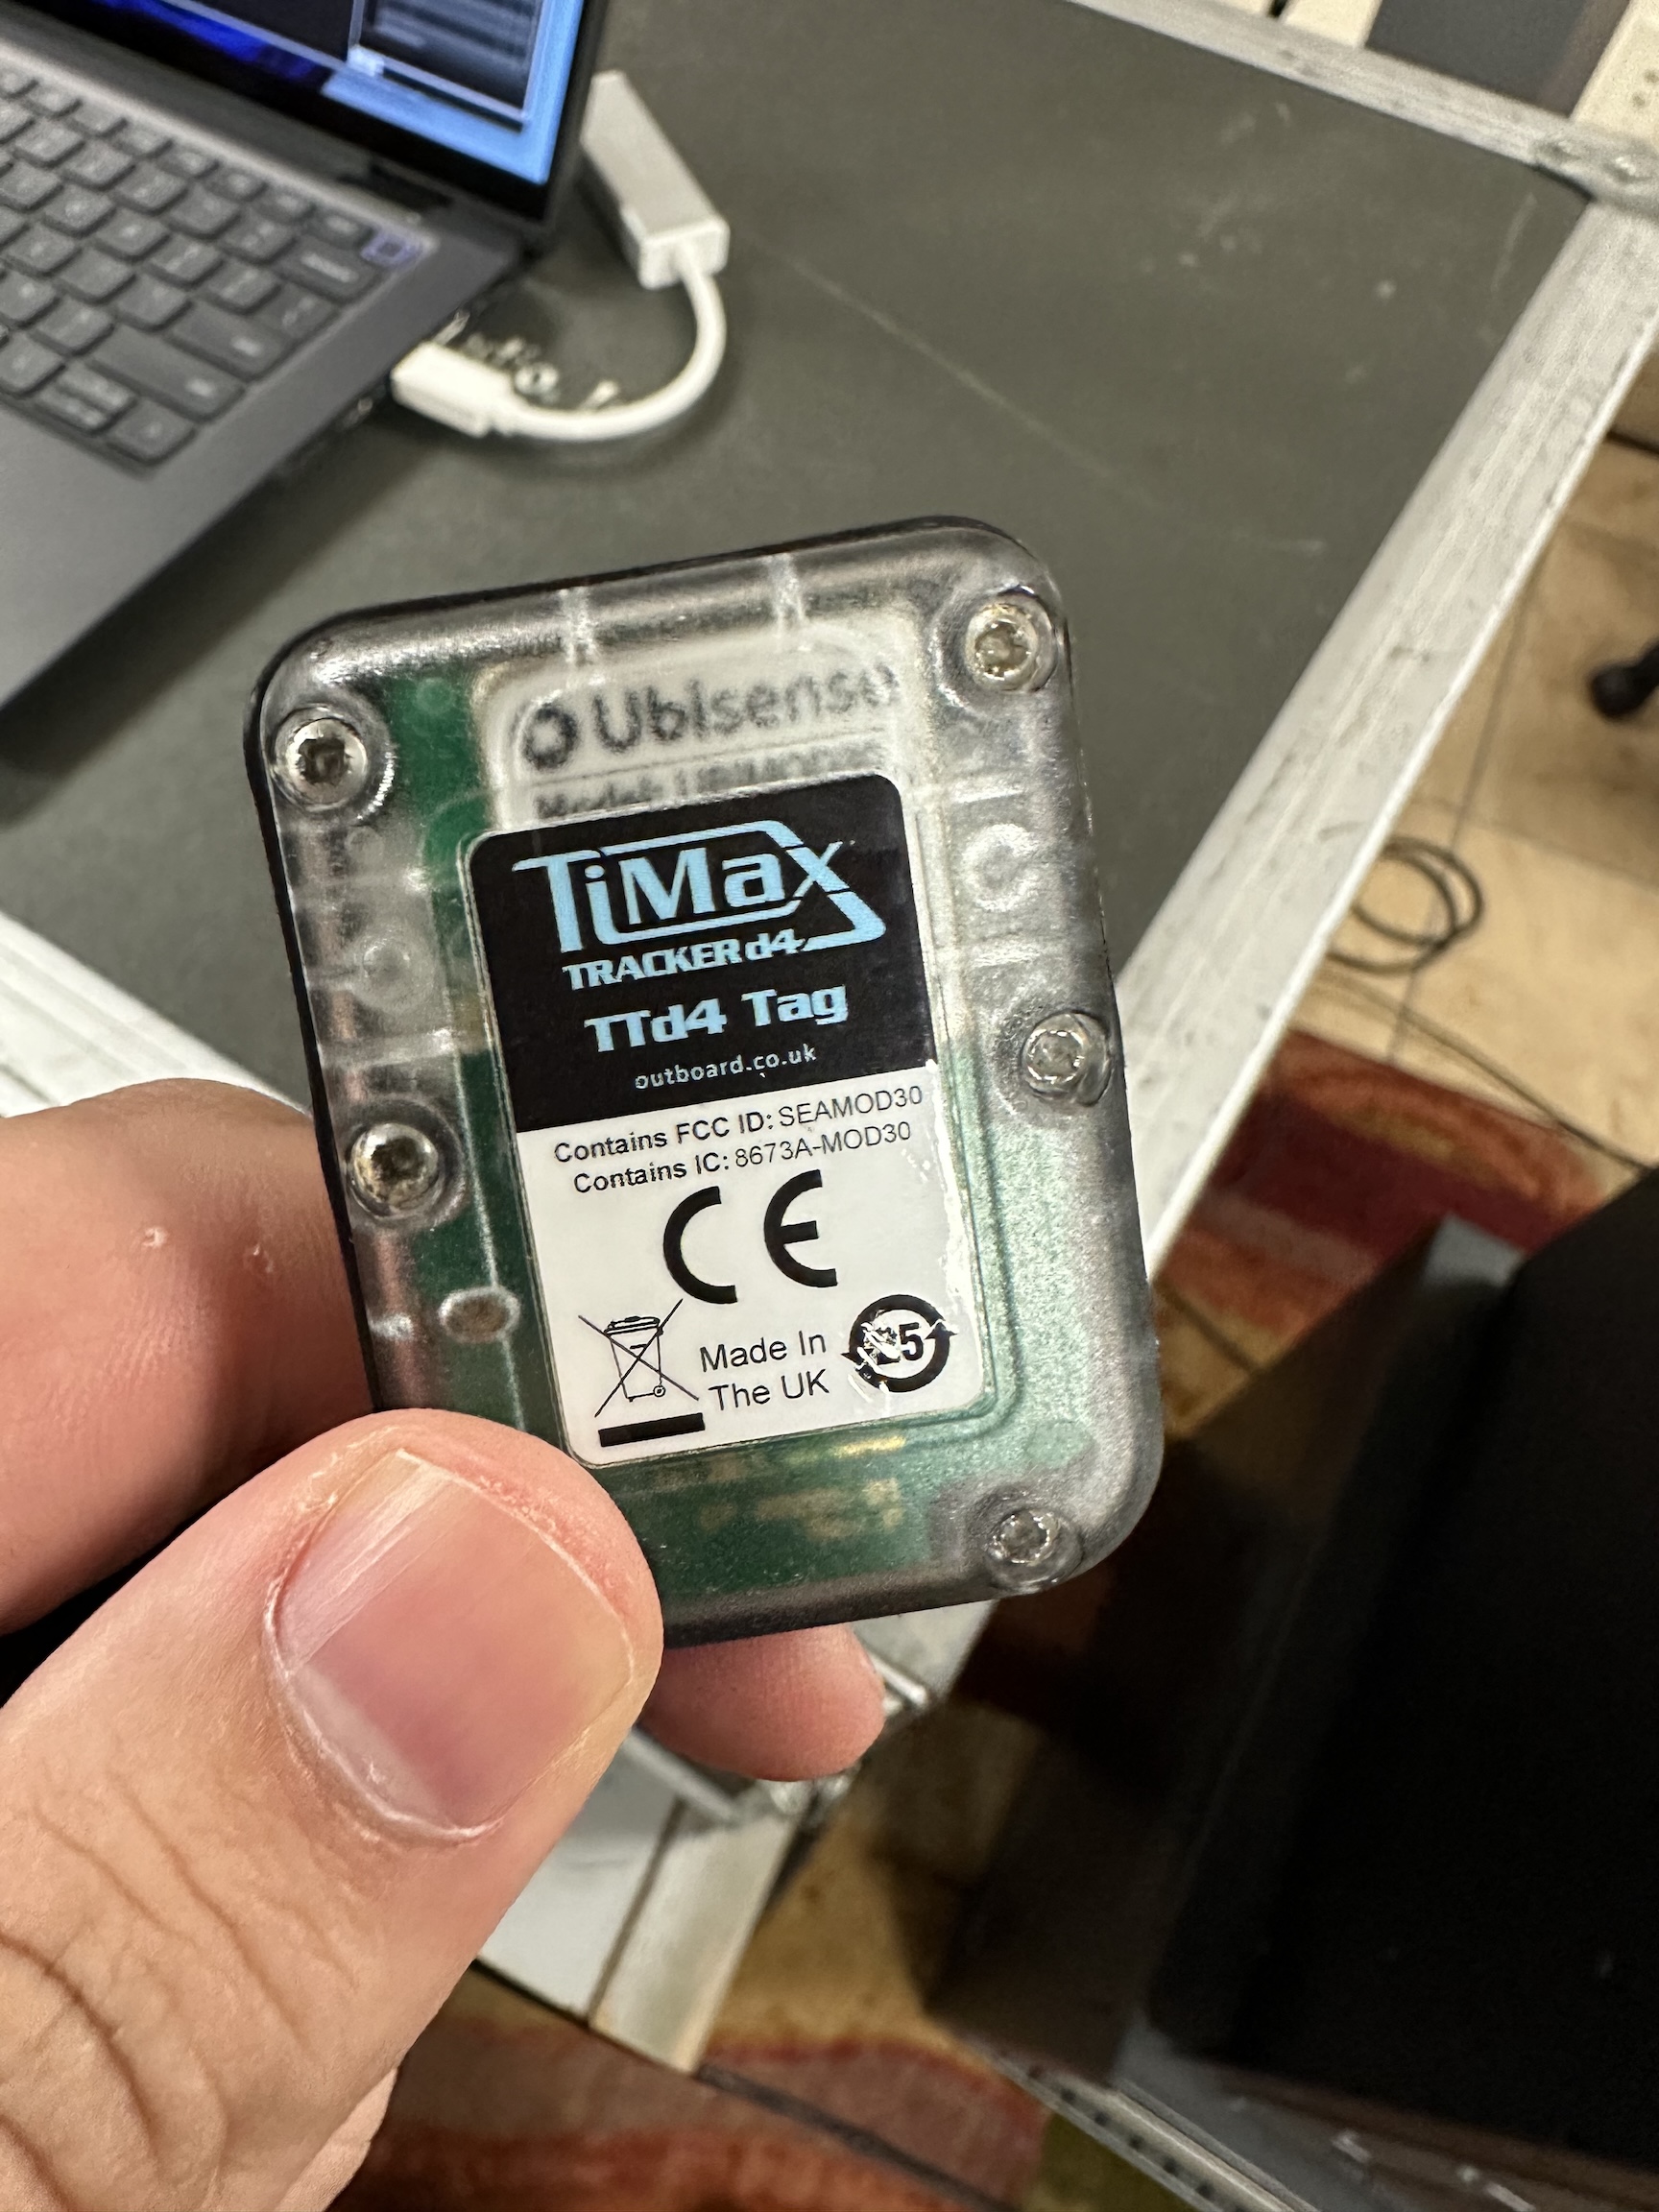 Ubisense
TiMax
TRACKER d4
TTd4 Tag
outboard.co.uk
Contains FCC ID: SEAMOD30
Contains IC: 8673A-MOD30
CE
Made In
The UK